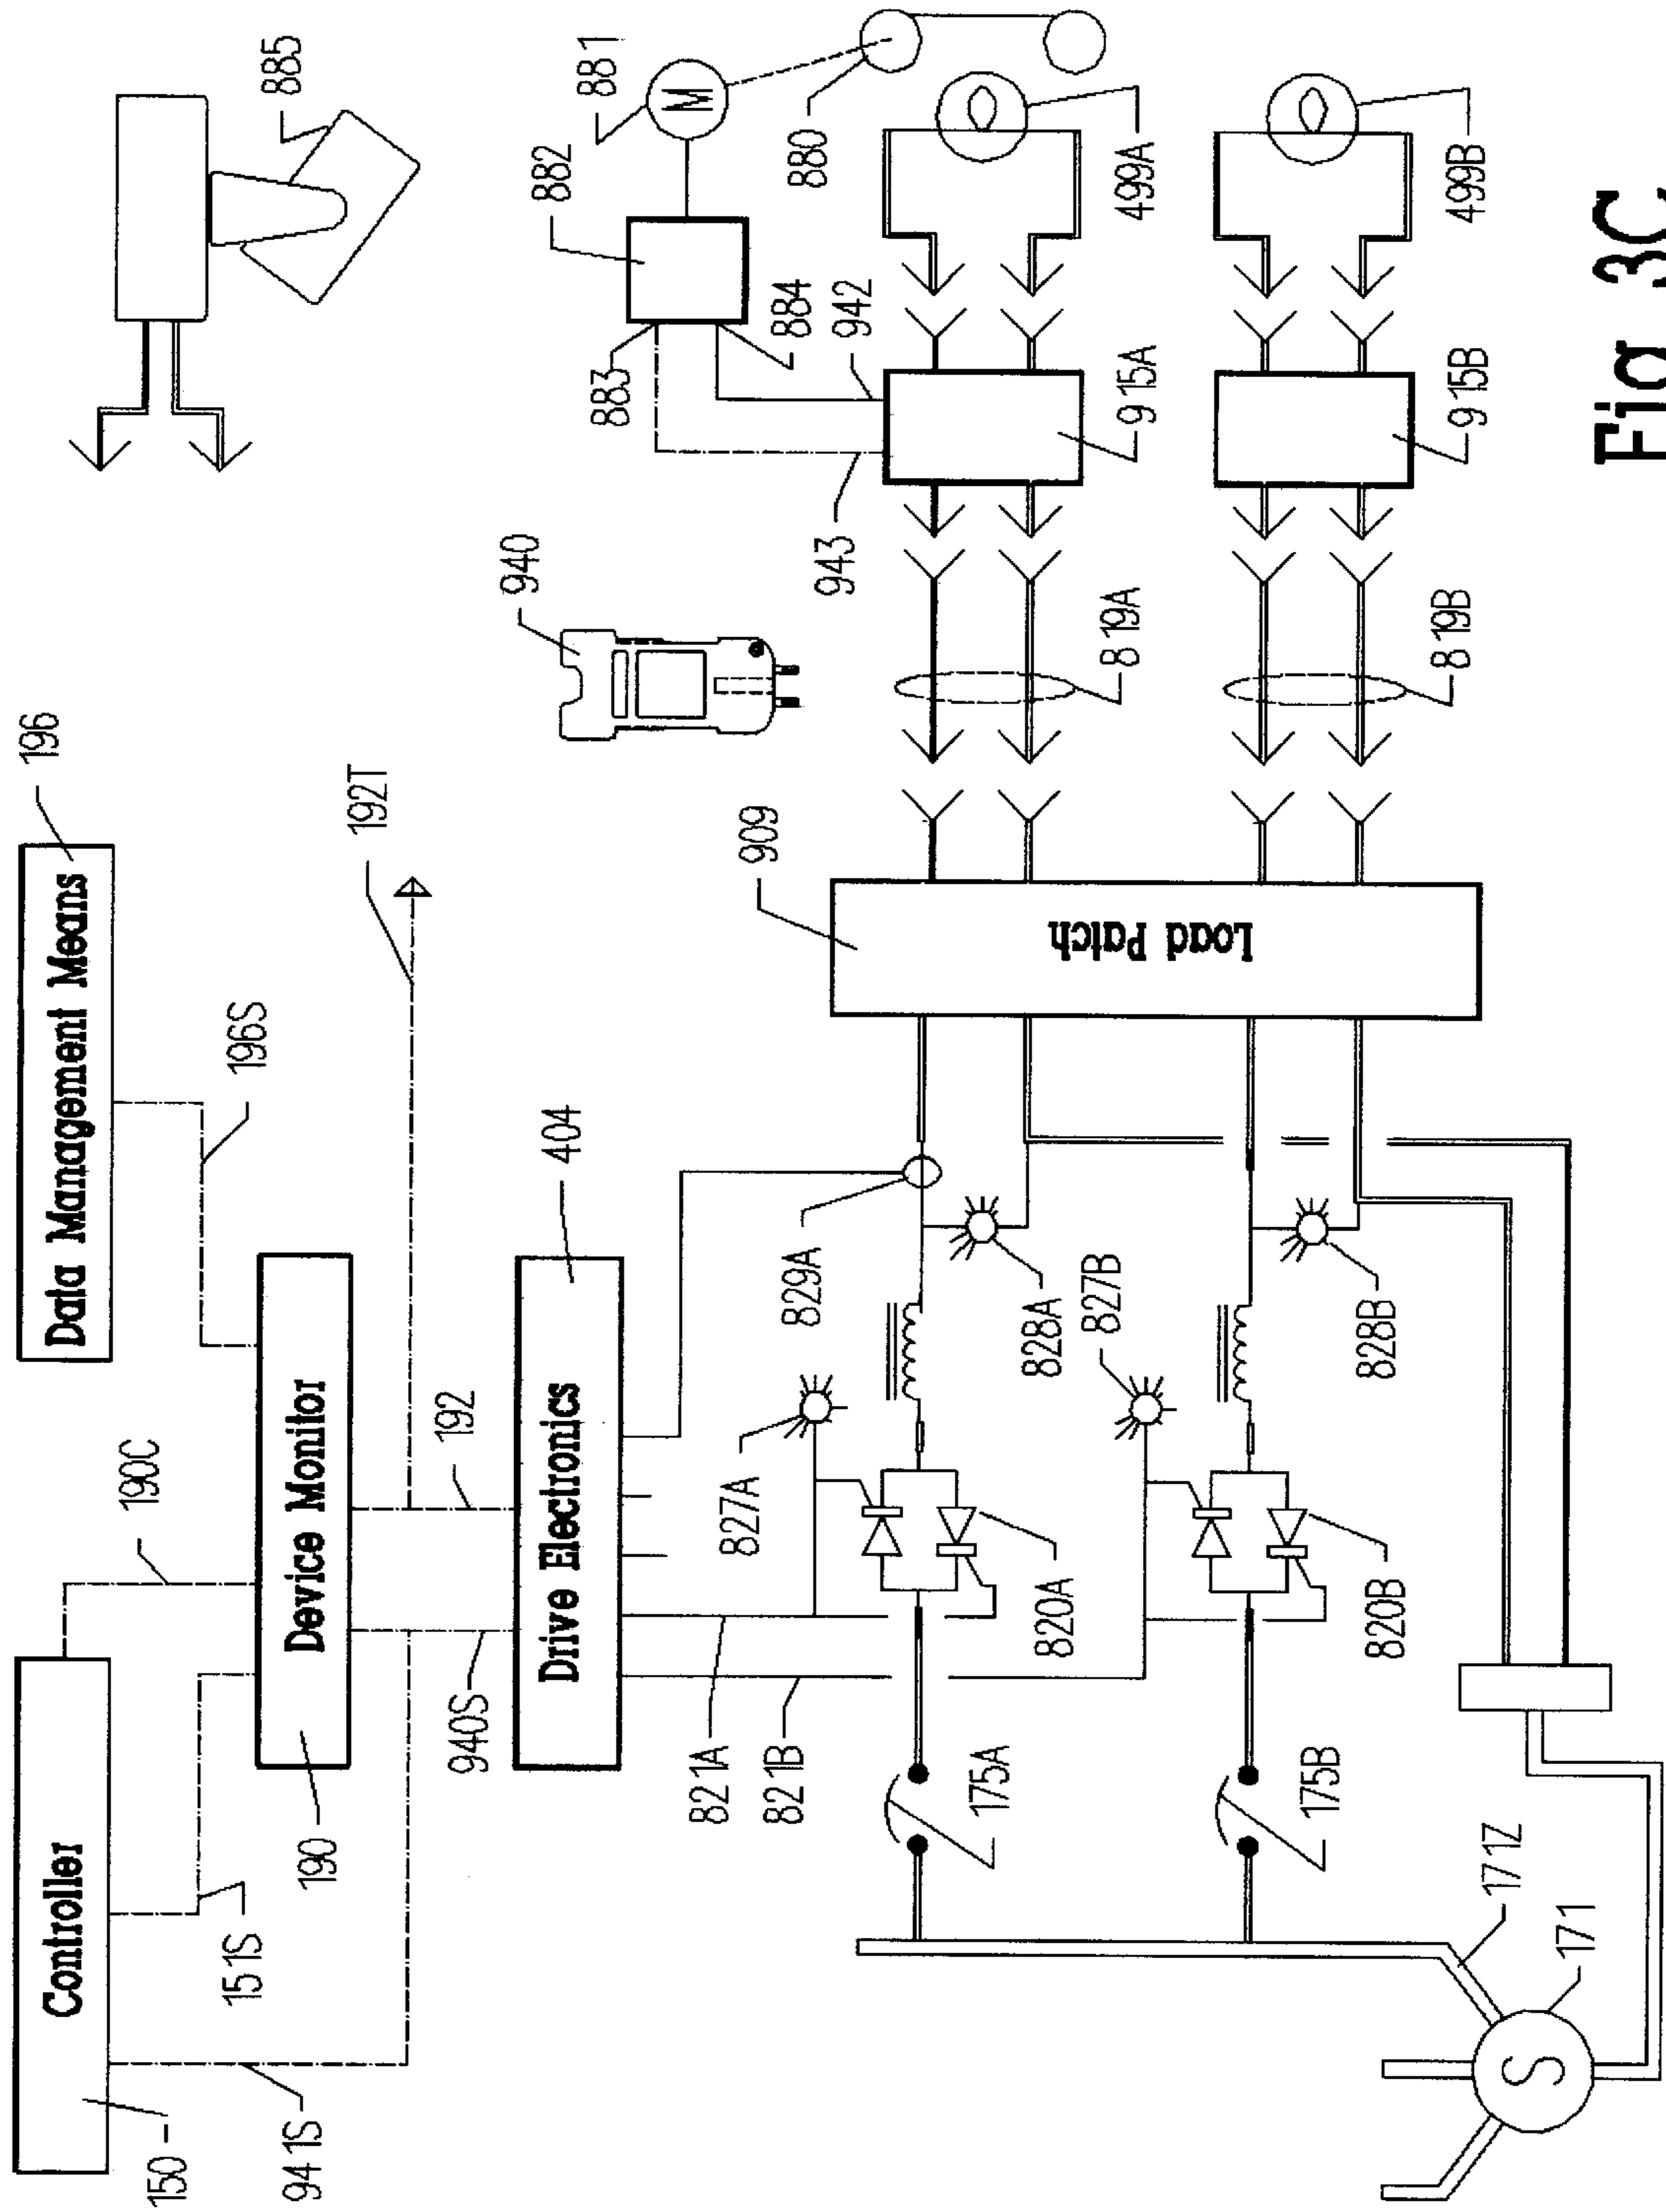 Controller
150
941S
151S
190C
Data Management Means
196
196S
Device Monitor
190
192
192T
940S
Drive Electronics
404
821A
821B
827A
829A
828A
827B
828B
820A
820B
175A
175B
171Z
171
S
Load Patch
909
940
819A
819B
943
942
883
884
882
881
M
880
885
915A
915B
499A
499B
Fig 3C